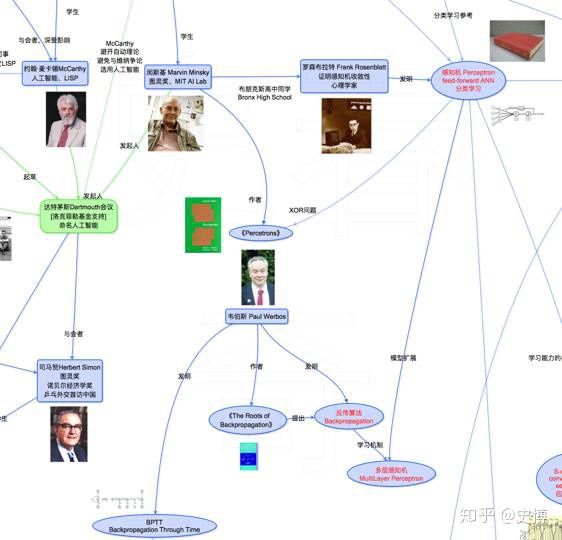 学生
学生
分类学习参考
与会者、深受影响
McCarthy
避开自动理论
避免与维纳争论
选用人工智能
约翰·麦卡锡McCarthy
人工智能、LISP
闵斯基 Marvin Minsky
图灵奖、MIT AI Lab
罗森布拉特 Frank Rosenblatt
证明感知机收敛性
心理学家
发明
感知机 Perceptron
feed-forward ANN
分类学习
布朗克斯高中同学
Bronx High School
发起人
起草
发起人
作者
达特茅斯Dartmouth会议
[洛克菲勒基金支持]
命名人工智能
XOR问题
《Percetrons》
韦伯斯 Paul Werbos
与会者
司马贺Herbert Simon
图灵奖
诺贝尔经济学奖
乒乓外交首访中国
发明
作者
发明
模型扩展
学习能力的
《The Roots of
Backpropagation》
提出
反传算法
Backpropagation
学习机制
多层感知机
MultiLayer Perceptron
BPTT
Backpropagation Through Time
知乎 @史博